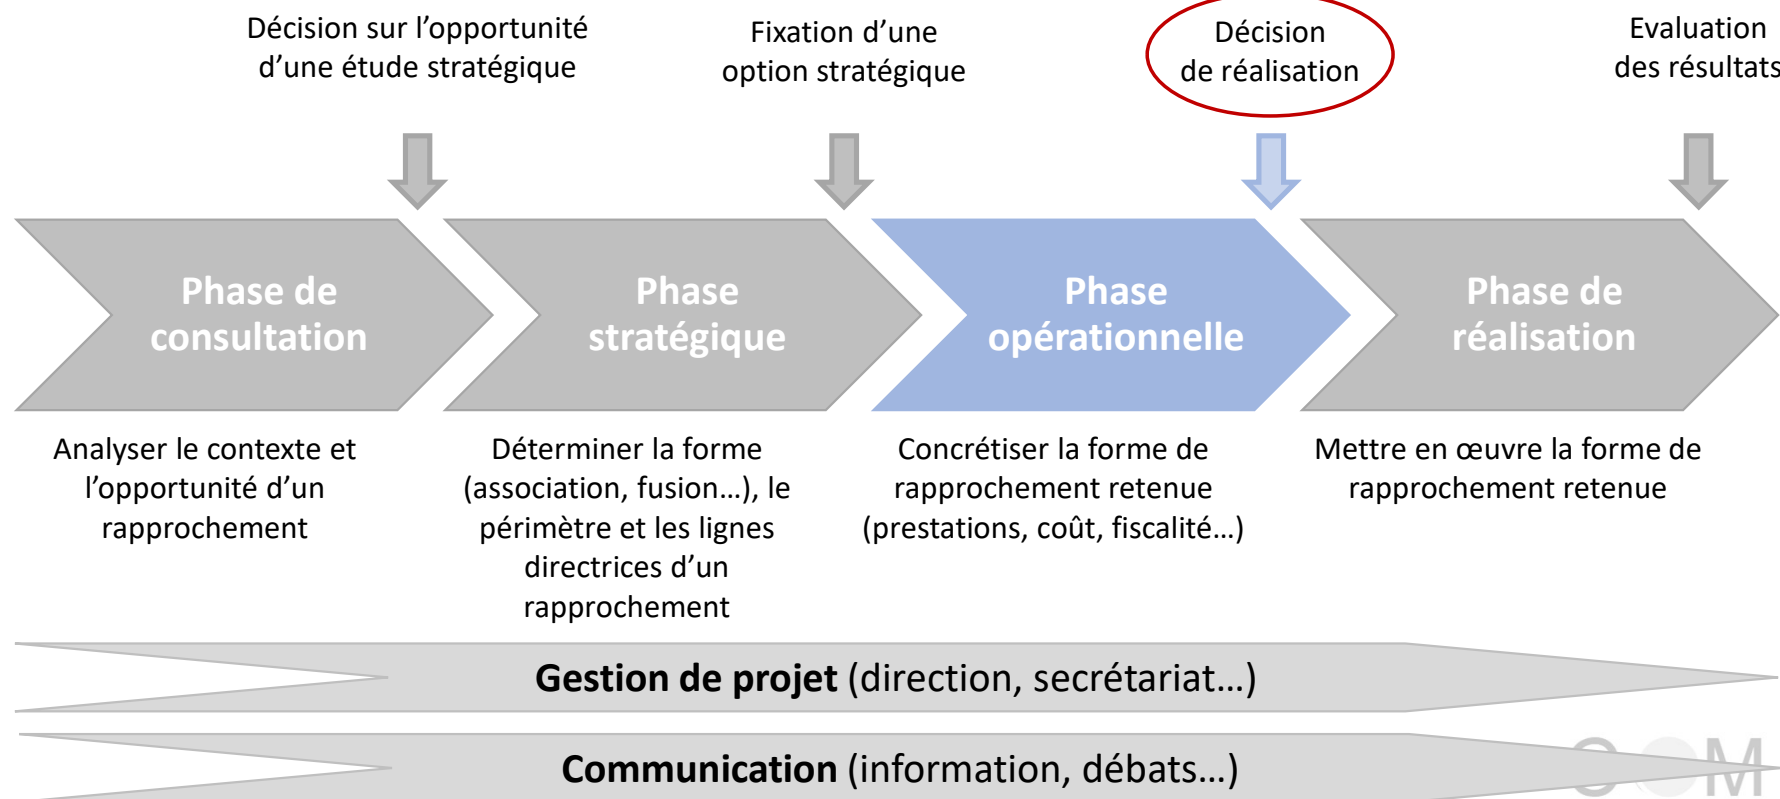 Décision sur l’opportunité
d’une étude stratégique
Fixation d’une
option stratégique
Décision
de réalisation
Evaluation
des résultats
Phase de
consultation
Phase
stratégique
Phase
opérationnelle
Phase de
réalisation
Analyser le contexte et
l’opportunité d’un
rapprochement
Déterminer la forme
(association, fusion…), le
périmètre et les lignes
directrices d’un
rapprochement
Concrétiser la forme de
rapprochement retenue
(prestations, coût, fiscalité…)
Mettre en œuvre la forme de
rapprochement retenue
Gestion de projet (direction, secrétariat…)
Communication (information, débats…)